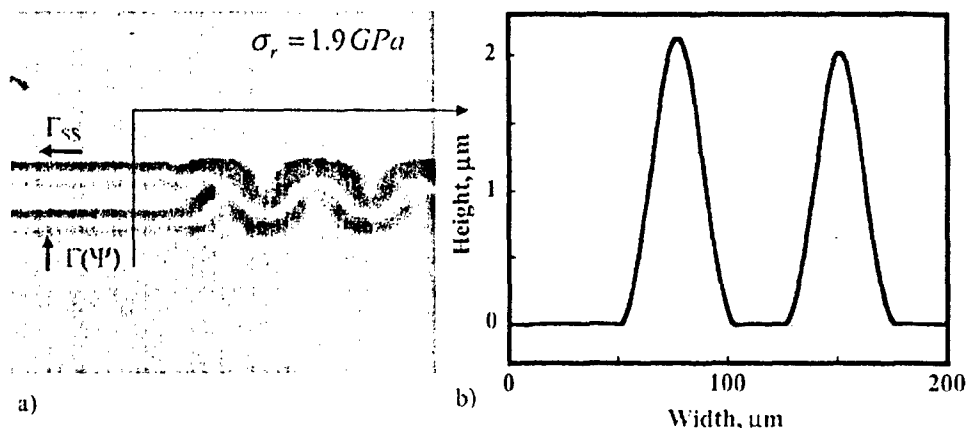 σr = 1.9 GPa
ΓSS
Γ(Ψ)
a)
2
1
0
Height, µm
0
100
200
Width, µm
b)